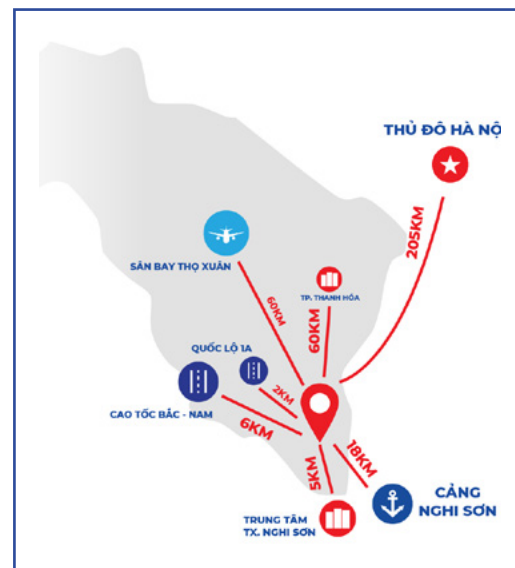 THỦ ĐÔ HÀ NỘ
205KM
SÂN BAY THỌ XUÂN
60KM
TP. THANH HÓA
60KM
QUỐC LỘ 1A
2KM
CAO TỐC BẮC - NAM
6KM
18KM
5KM
CẢNG
NGHI SƠN
TRUNG TÂM
TX. NGHI SƠN